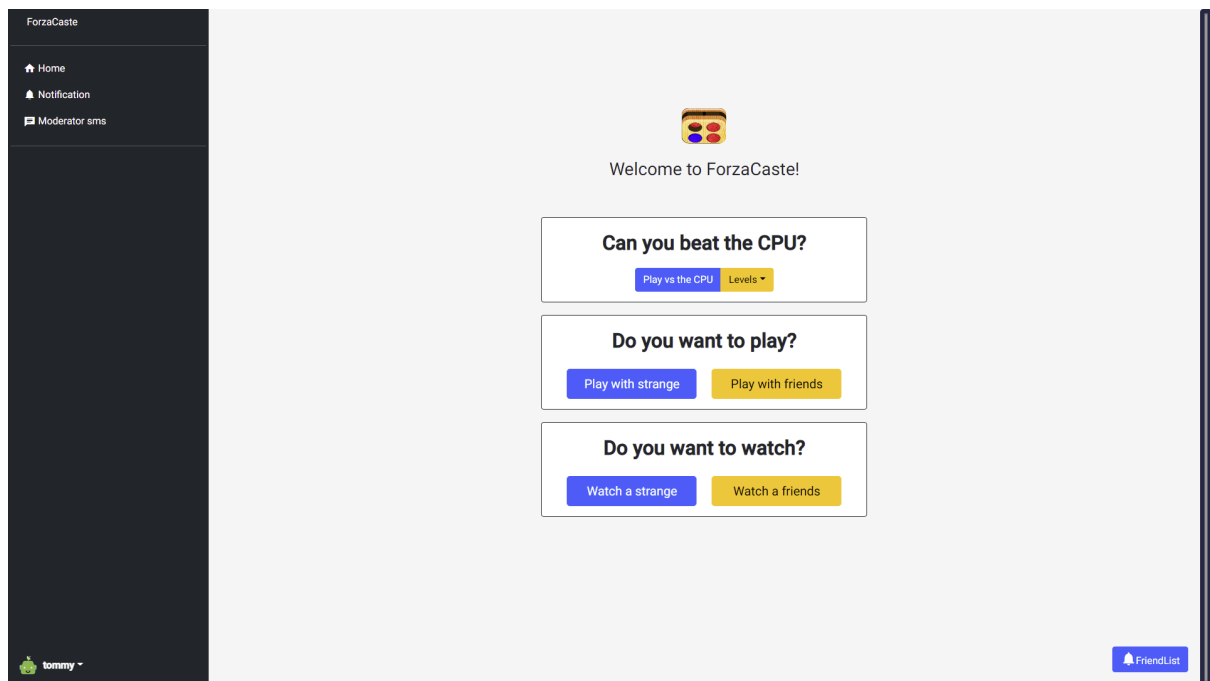 ForzaCaste
Home
Notification
Moderator sms
Welcome to ForzaCaste!
Can you beat the CPU?
Play vs the CPU Levels
Do you want to play?
Play with strange Play with friends
Do you want to watch?
Watch a strange Watch a friends
tommy
FriendList